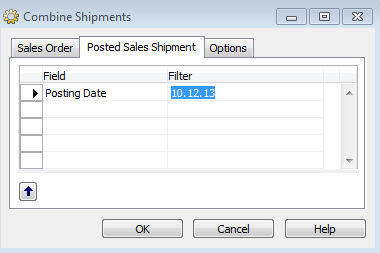 Combine Shipments
Sales Order Posted Sales Shipment Options
Field Filter
Posting Date 10.12.13
OK Cancel Help